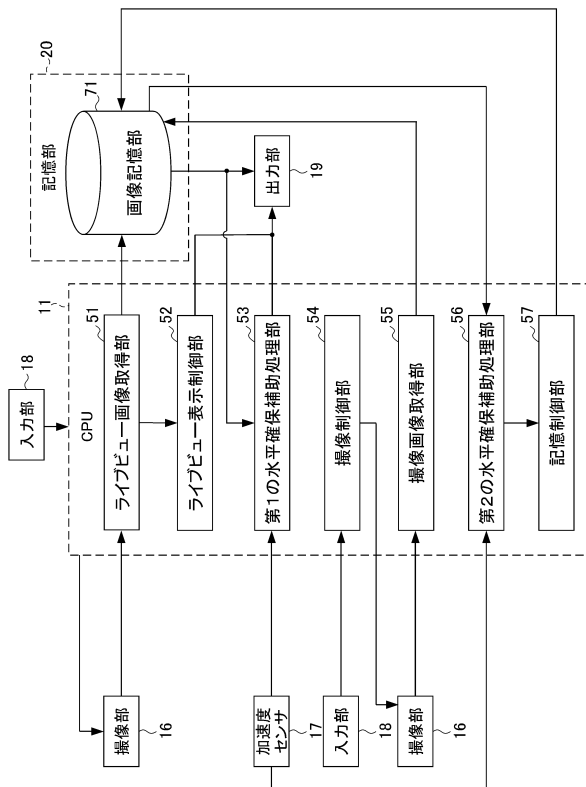 入力部
18
11
CPU
ライブビュー画像取得部
51
ライブビュー表示制御部
52
第1の水平確保補助処理部
53
撮像制御部
54
撮像画像取得部
55
第2の水平確保補助処理部
56
記憶制御部
57
記憶部
20
71
画像記憶部
出力部
19
撮像部
16
加速度
センサ
17
入力部
18
撮像部
16